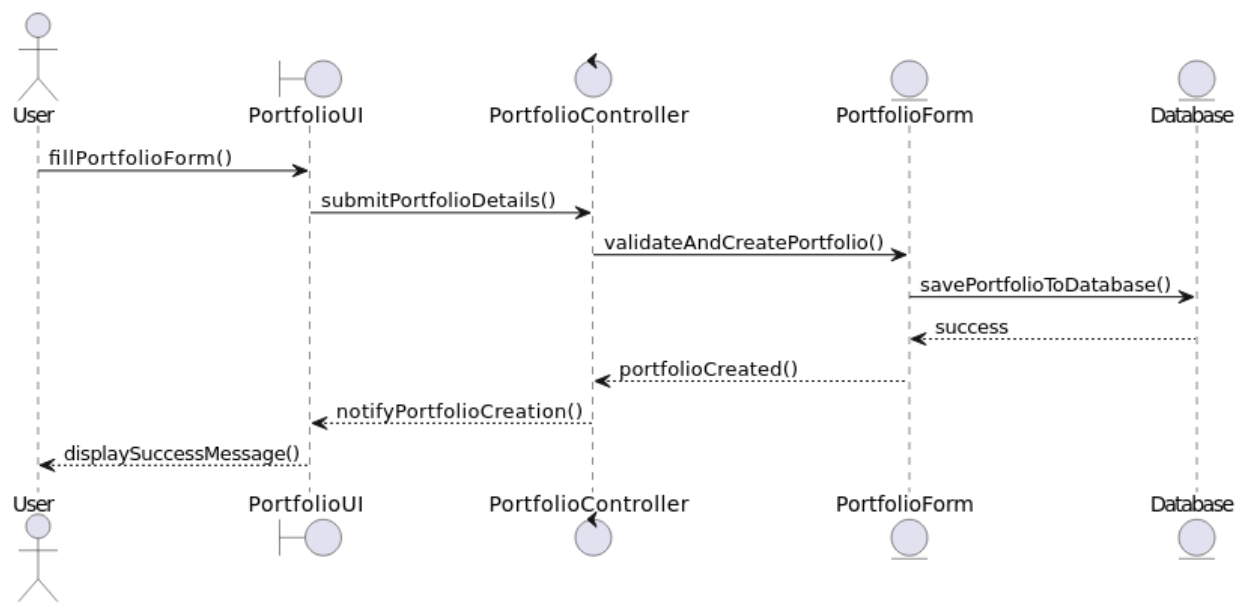 User PortfolioUI PortfolioController PortfolioForm Database
fillPortfolioForm()
submitPortfolioDetails()
validateAndCreatePortfolio()
savePortfolioToDatabase()
success
portfolioCreated()
notifyPortfolioCreation()
displaySuccessMessage()
User PortfolioUI PortfolioController PortfolioForm Database